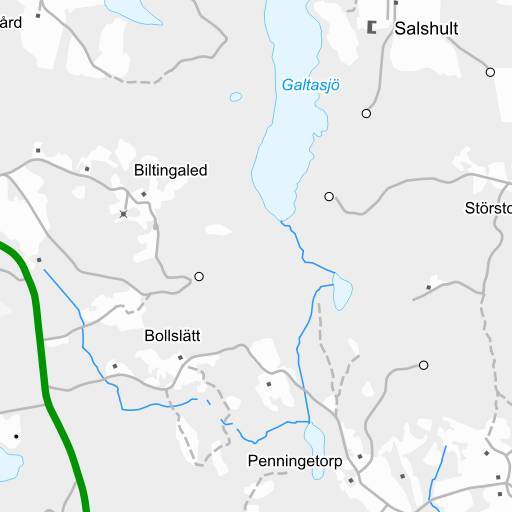 Salshult
Galtasjö
Biltingaled
Bollslätt
Penningetorp